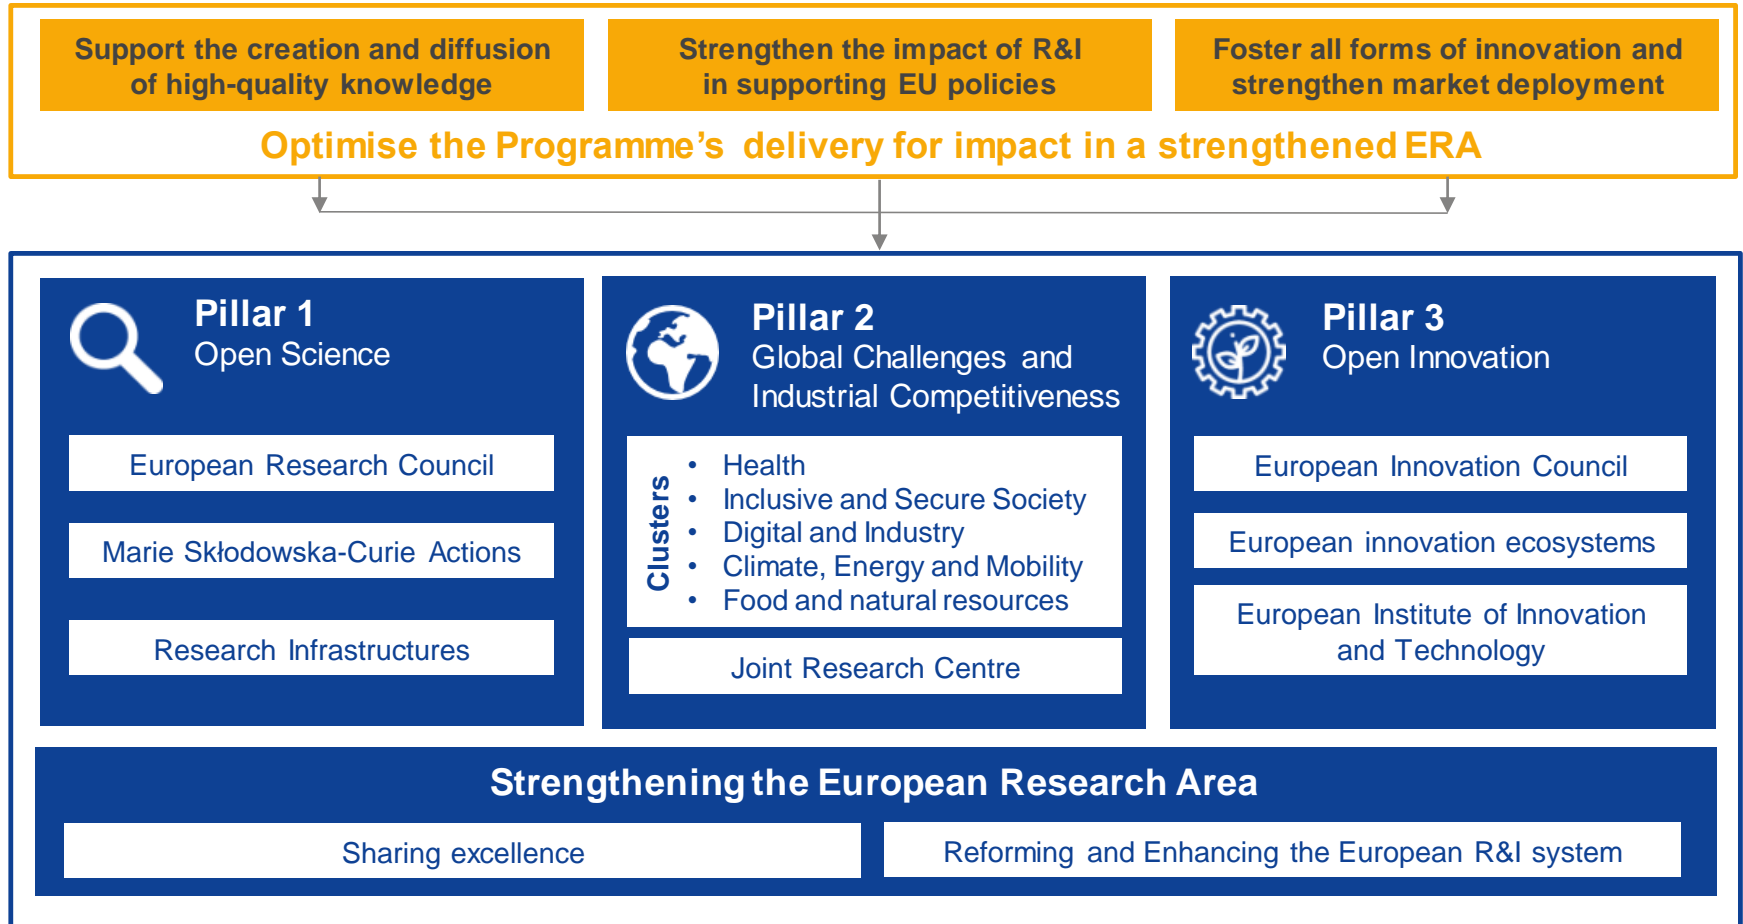 Support the creation and diffusion
of high-quality knowledge
Strengthen the impact of R&I
in supporting EU policies
Foster all forms of innovation and
strengthen market deployment
Optimise the Programme’s delivery for impact in a strengthened ERA
Pillar 1
Open Science
European Research Council
Marie Skłodowska-Curie Actions
Research Infrastructures
Pillar 2
Global Challenges and
Industrial Competitiveness
Clusters
• Health
• Inclusive and Secure Society
• Digital and Industry
• Climate, Energy and Mobility
• Food and natural resources
Joint Research Centre
Pillar 3
Open Innovation
European Innovation Council
European innovation ecosystems
European Institute of Innovation
and Technology
Strengthening the European Research Area
Sharing excellence
Reforming and Enhancing the European R&I system